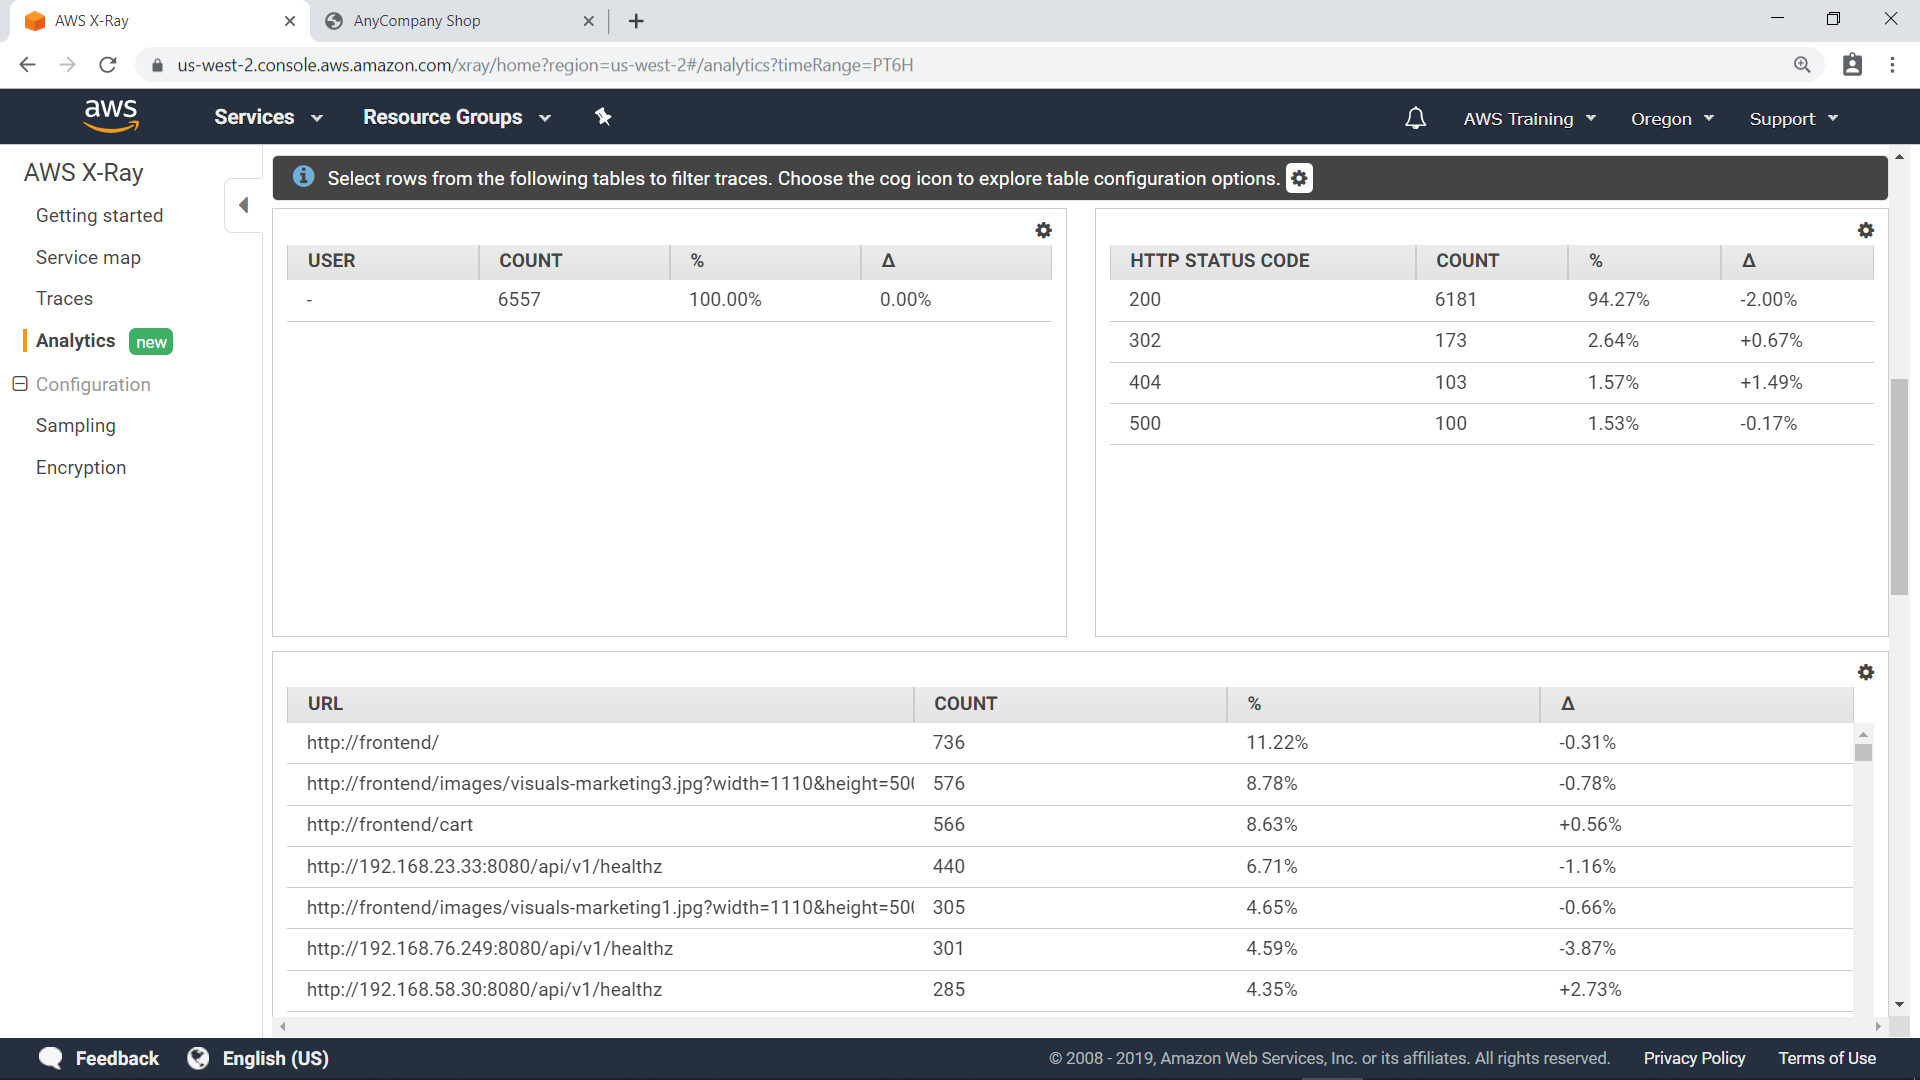 AWS X-Ray
AnyCompany Shop
us-west-2.console.aws.amazon.com/xray/home?region=us-west-2#/analytics?timeRange=PT6H
aws
Services
Resource Groups
AWS Training
Oregon
Support
AWS X-Ray
Getting started
Service map
Traces
Analytics new
Configuration
Sampling
Encryption
Select rows from the following tables to filter traces. Choose the cog icon to explore table configuration options.
USER COUNT % Δ
- 6557 100.00% 0.00%
HTTP STATUS CODE COUNT % Δ
200 6181 94.27% -2.00%
302 173 2.64% +0.67%
404 103 1.57% +1.49%
500 100 1.53% -0.17%
URL COUNT % Δ
http://frontend/ 736 11.22% -0.31%
http://frontend/images/visuals-marketing3.jpg?width=1110&height=500 576 8.78% -0.78%
http://frontend/cart 566 8.63% +0.56%
http://192.168.23.33:8080/api/v1/healthz 440 6.71% -1.16%
http://frontend/images/visuals-marketing1.jpg?width=1110&height=500 305 4.65% -0.66%
http://192.168.76.249:8080/api/v1/healthz 301 4.59% -3.87%
http://192.168.58.30:8080/api/v1/healthz 285 4.35% +2.73%
Feedback
English (US)
© 2008 - 2019, Amazon Web Services, Inc. or its affiliates. All rights reserved.
Privacy Policy
Terms of Use